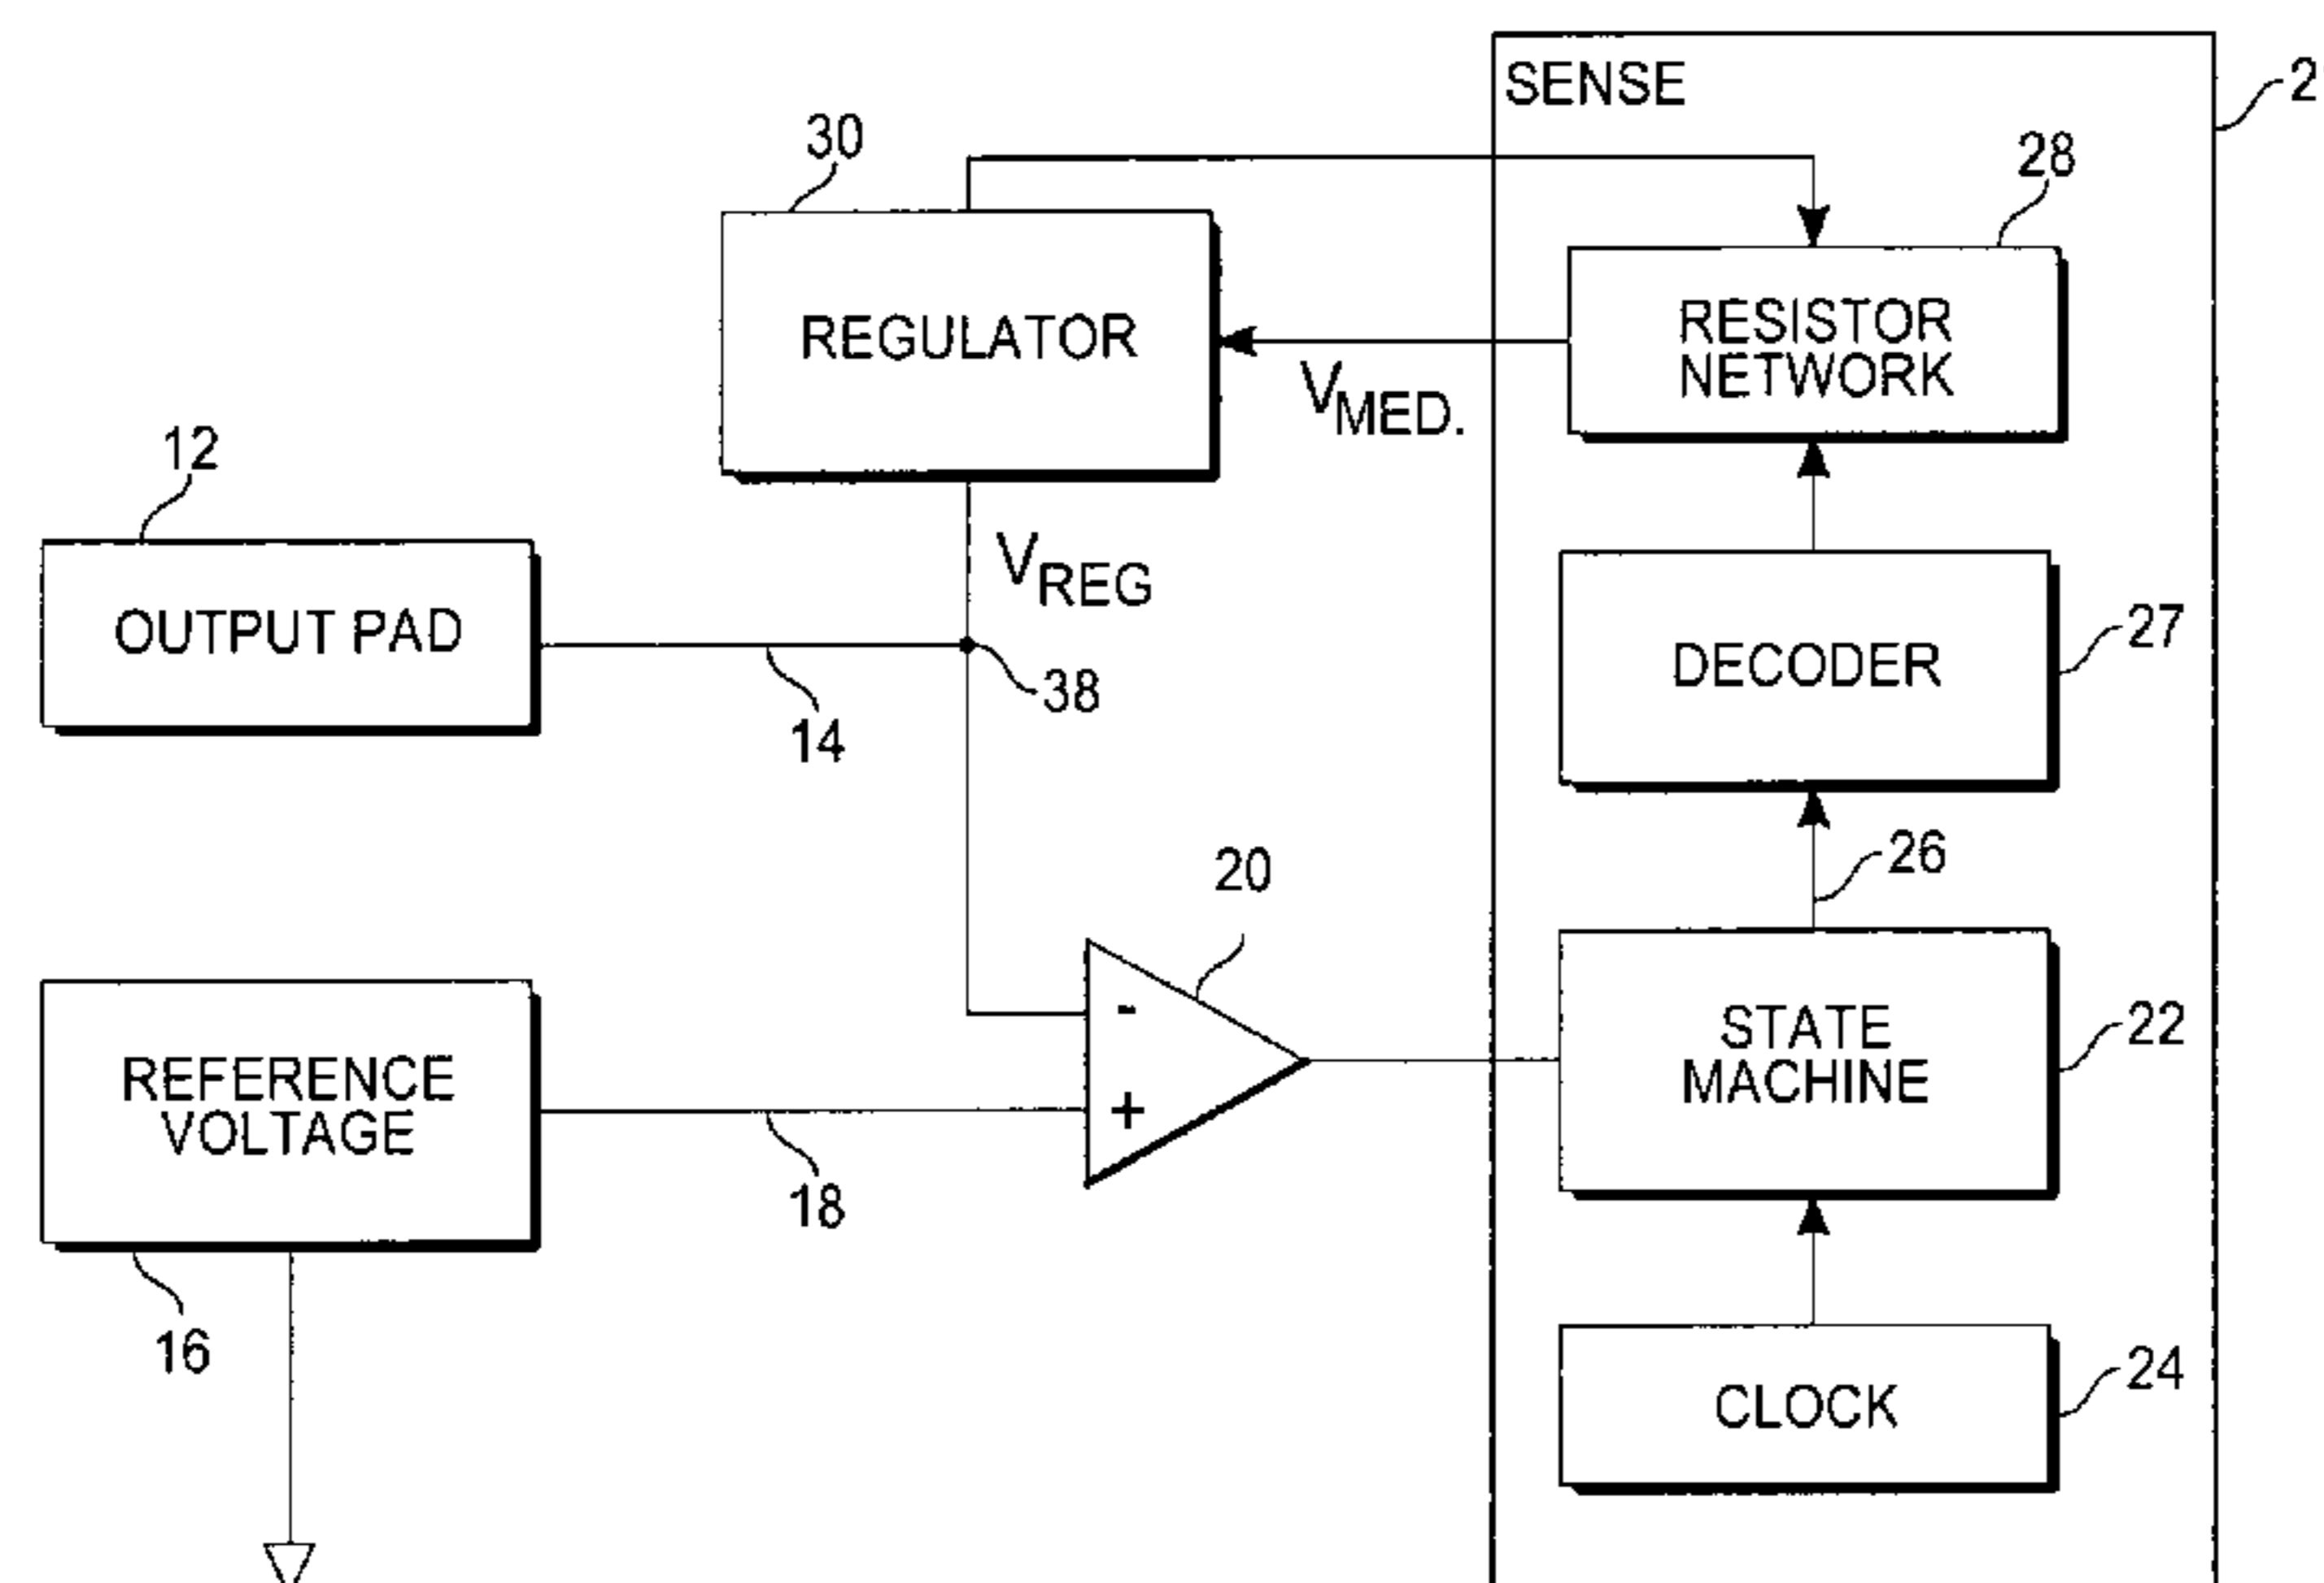 SENSE
2
30
28
REGULATOR
RESISTOR
NETWORK
VMED.
12
VREG
OUTPUT PAD
27
DECODER
38
14
26
20
-
STATE
MACHINE
22
REFERENCE
VOLTAGE
+
18
16
24
CLOCK